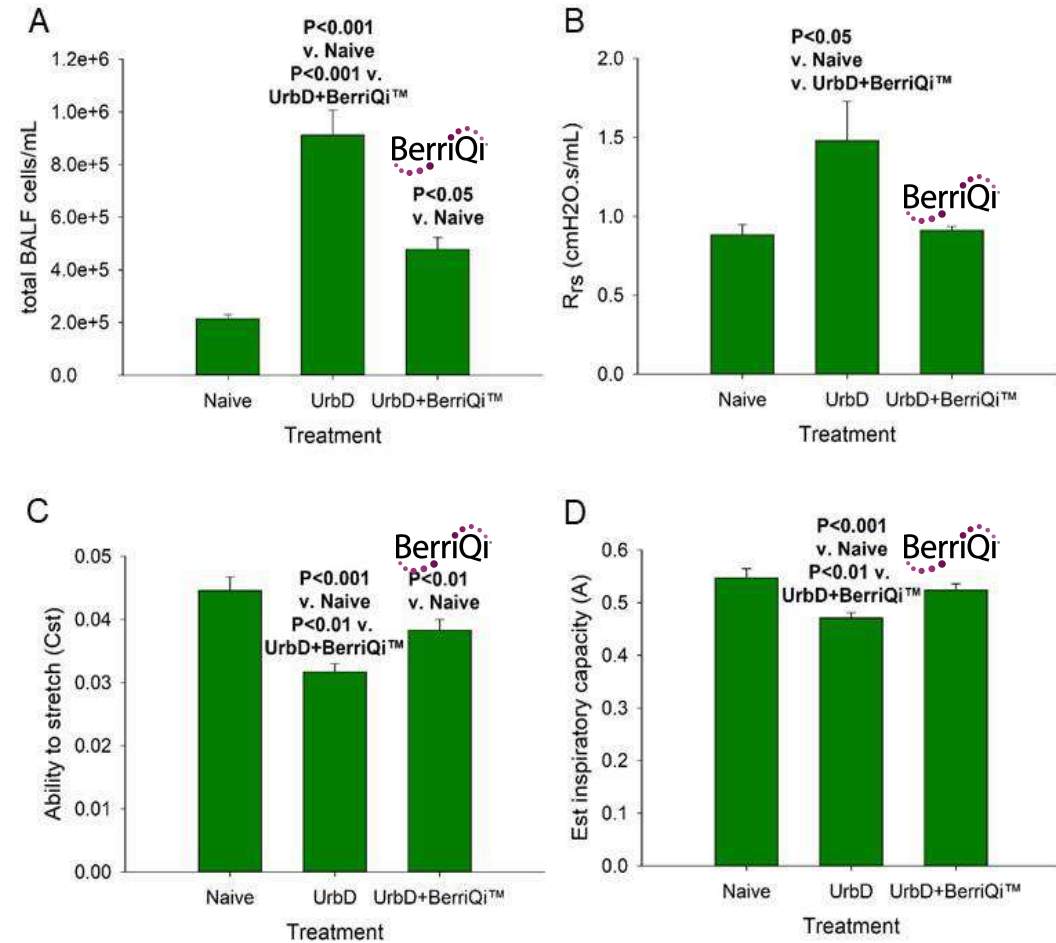 A
P<0.001
v. Naive
P<0.001 v.
UrbD+BerriQi™
BerriQi
P<0.05
v. Naive
total BALF cells/mL
1.2e+6
1.0e+6
8.0e+5
6.0e+5
4.0e+5
2.0e+5
0.0
Naive
UrbD
UrbD+BerriQi™
Treatment
B
P<0.05
v. Naive
v. UrbD+BerriQi™
BerriQi
Rrs (cmH2O.s/mL)
2.0
1.5
1.0
0.5
0.0
Naive
UrbD
UrbD+BerriQi™
Treatment
C
BerriQi
P<0.001
v. Naive
P<0.01 v.
UrbD+BerriQi™
P<0.01
v. Naive
Ability to stretch (Cst)
0.05
0.04
0.03
0.02
0.01
0.00
Naive
UrbD
UrbD+BerriQi™
Treatment
D
P<0.001
v. Naive
P<0.01 v.
UrbD+BerriQi™
BerriQi
Est inspiratory capacity (A)
0.6
0.5
0.4
0.3
0.2
0.1
0.0
Naive
UrbD
UrbD+BerriQi™
Treatment